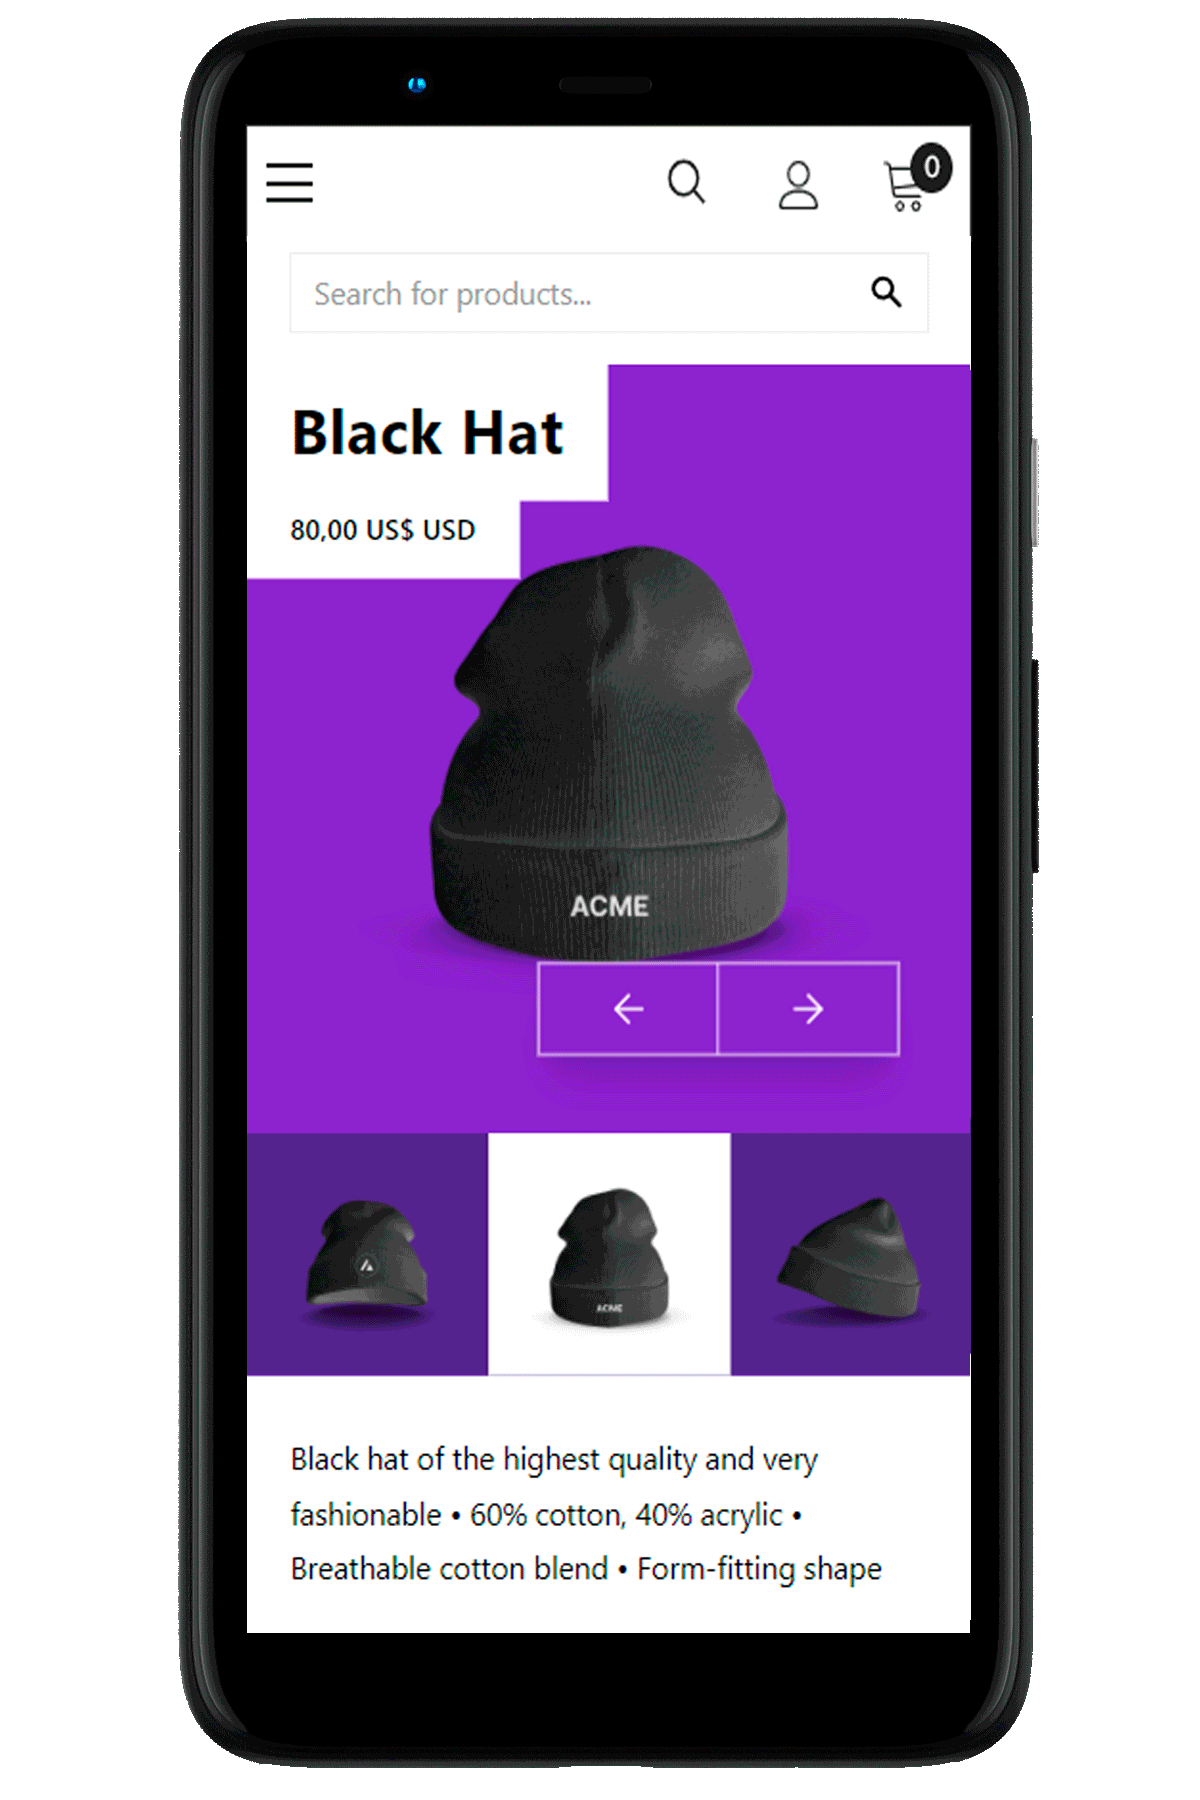 0
Search for products...
Black Hat
80,00 US$ USD
ACME
ACME
Black hat of the highest quality and very
fashionable • 60% cotton, 40% acrylic •
Breathable cotton blend • Form-fitting shape